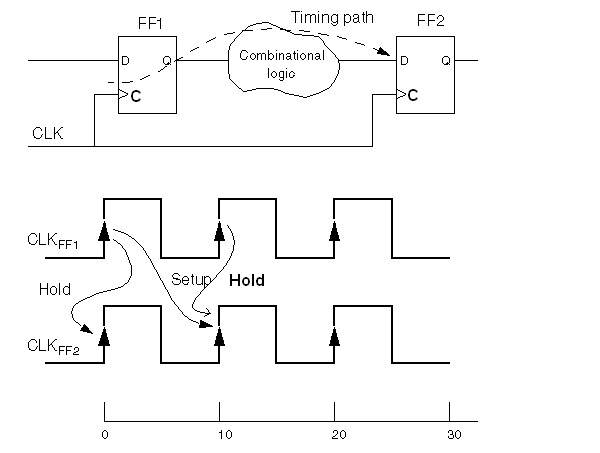 Timing path
FF1
FF2
D
Q
Combinational
logic
D
Q
C
C
CLK
CLKFF1
Setup
Hold
Hold
CLKFF2
0
10
20
30